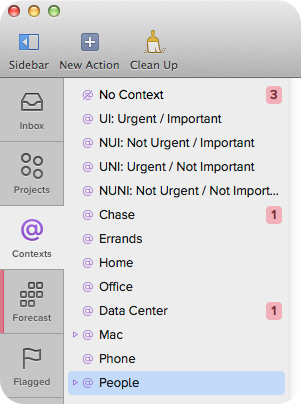 Sidebar New Action Clean Up
Inbox
Projects
@
Contexts
Forecast
Flagged
No Context 3
@ UI: Urgent / Important
@ NUI: Not Urgent / Important
@ UNI: Urgent / Not Important
@ NUNI: Not Urgent / Not Import...
@ Chase 1
@ Errands
@ Home
@ Office
@ Data Center 1
@ Mac
@ Phone
@ People